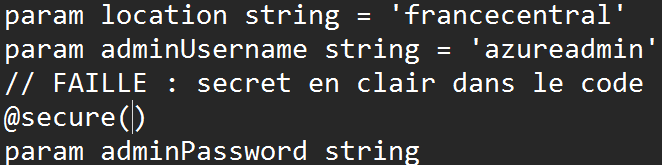 param location string = 'francecentral'
param adminUsername string = 'azureadmin'
// FAILLE : secret en clair dans le code
@secure()
param adminPassword string